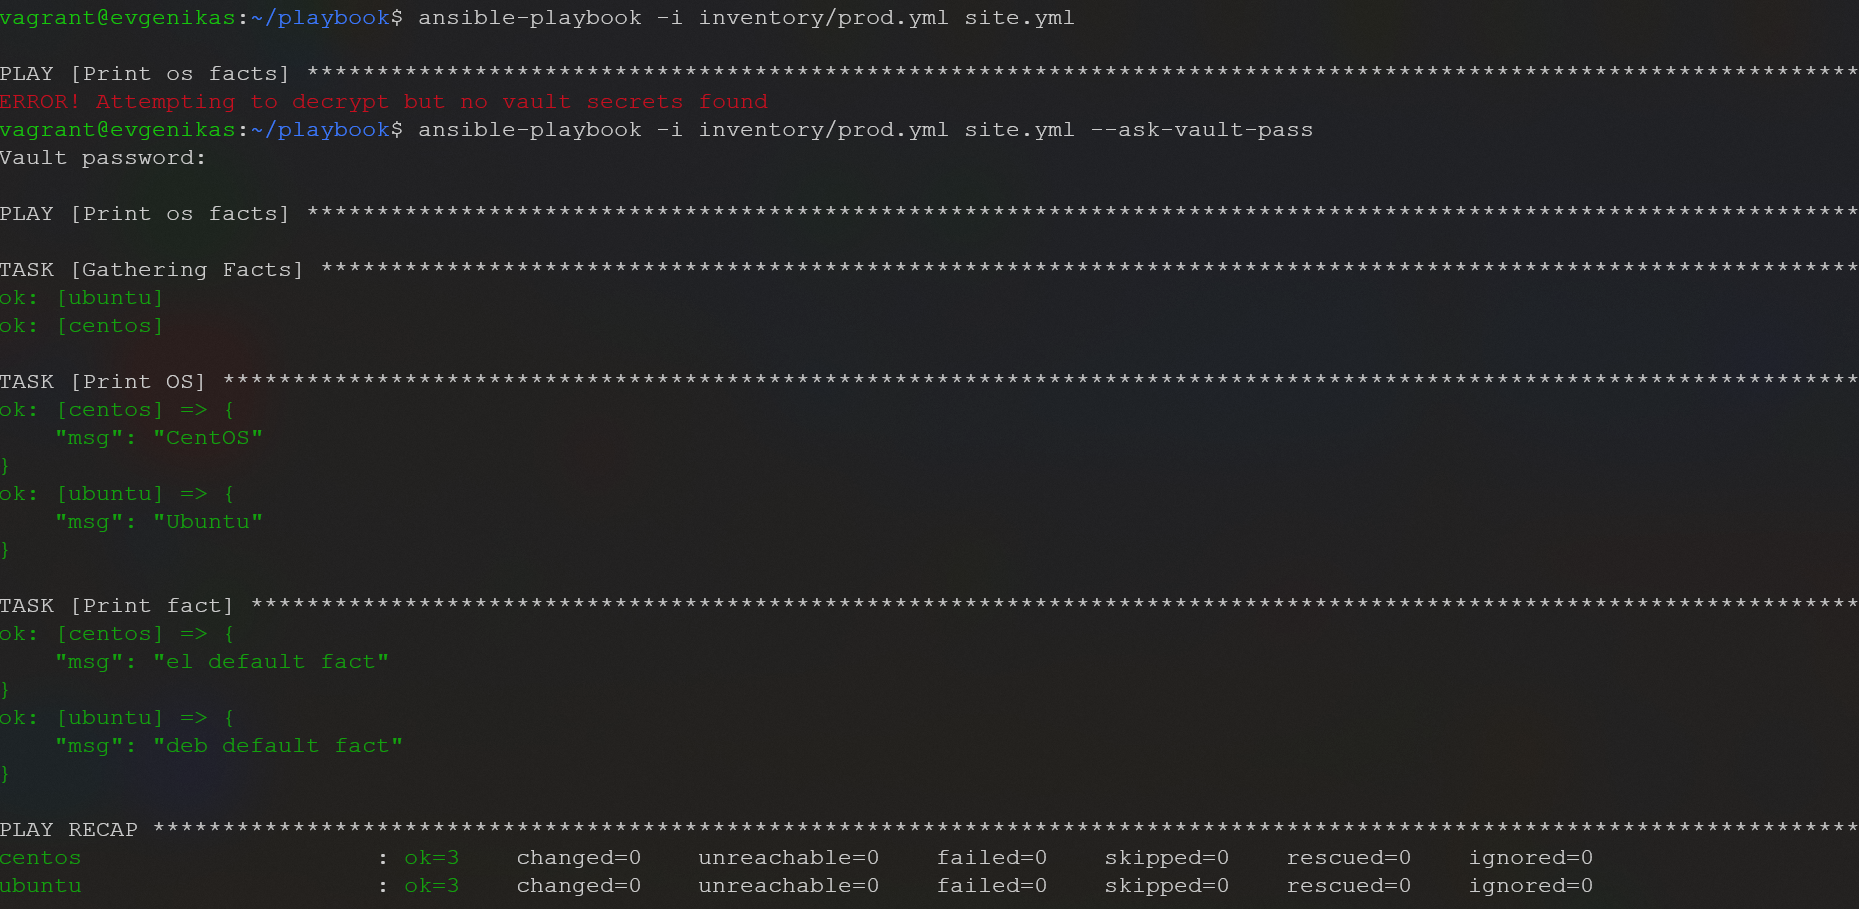 vagrant@evgenikas:~/playbook$ ansible-playbook -i inventory/prod.yml site.yml
PLAY [Print os facts] ***************************************************************************************************************
ERROR! Attempting to decrypt but no vault secrets found
vagrant@evgenikas:~/playbook$ ansible-playbook -i inventory/prod.yml site.yml --ask-vault-pass
Vault password:
PLAY [Print os facts] ***************************************************************************************************************
TASK [Gathering Facts] **************************************************************************************************************
ok: [ubuntu]
ok: [centos]
TASK [Print OS] *********************************************************************************************************************
ok: [centos] => {
    "msg": "CentOS"
}
ok: [ubuntu] => {
    "msg": "Ubuntu"
}
TASK [Print fact] *******************************************************************************************************************
ok: [centos] => {
    "msg": "el default fact"
}
ok: [ubuntu] => {
    "msg": "deb default fact"
}
PLAY RECAP **************************************************************************************************************************
centos                     : ok=3    changed=0    unreachable=0    failed=0    skipped=0    rescued=0    ignored=0
ubuntu                     : ok=3    changed=0    unreachable=0    failed=0    skipped=0    rescued=0    ignored=0